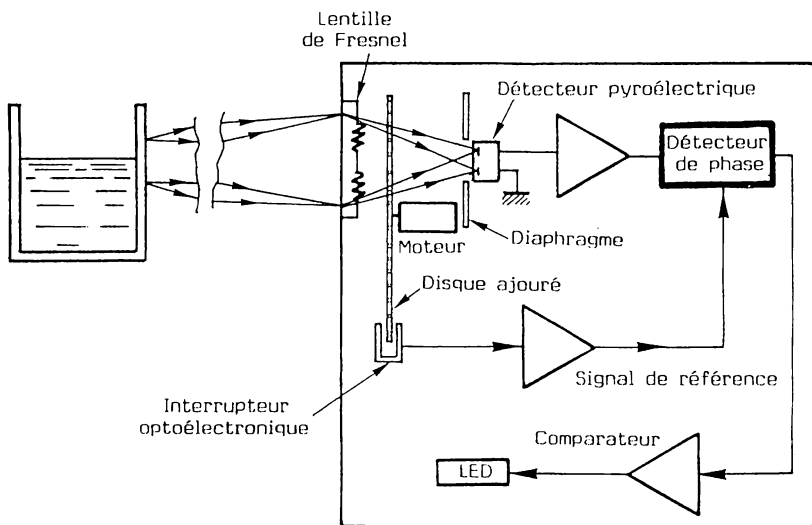 Lentille
de Fresnel
Détecteur pyroélectrique
Détecteur
de phase
Moteur
Diaphragme
Disque ajouré
Signal de référence
Interrupteur
optoélectronique
Comparateur
LED